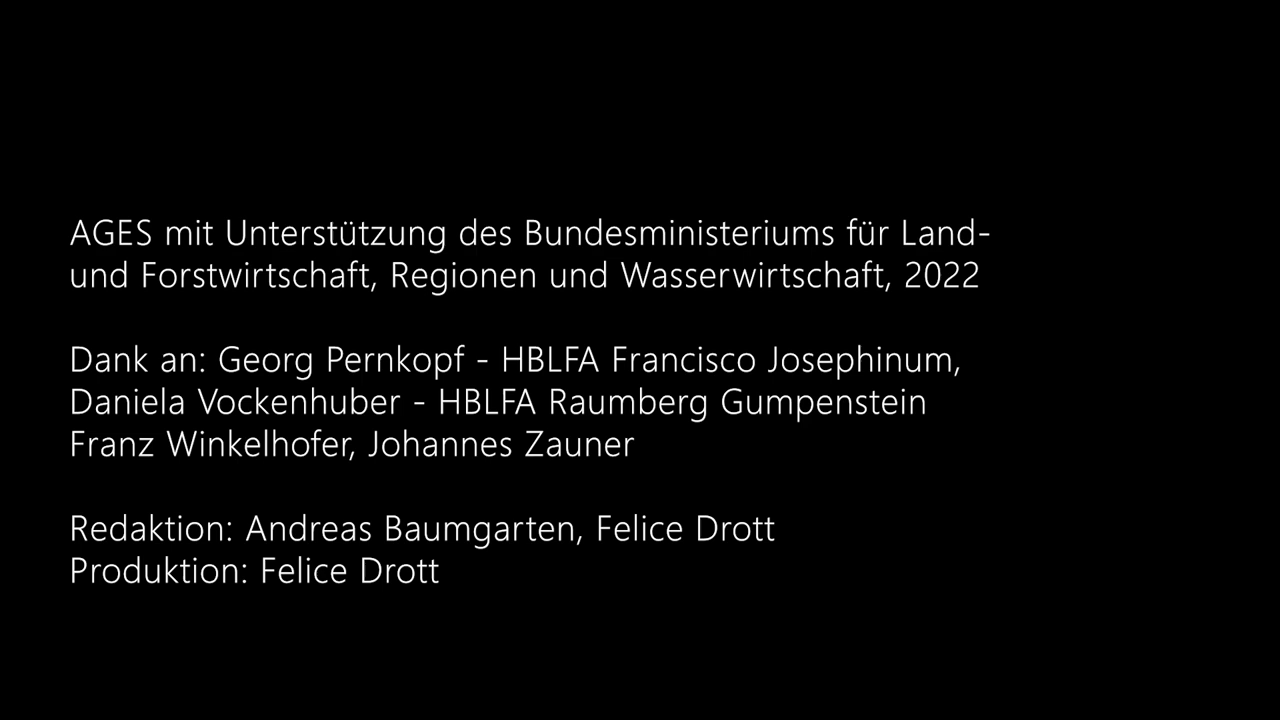 AGES mit Unterstützung des Bundesministeriums für Land-
und Forstwirtschaft, Regionen und Wasserwirtschaft, 2022
Dank an: Georg Pernkopf - HBLFA Francisco Josephinum,
Daniela Vockenhuber - HBLFA Raumberg Gumpenstein
Franz Winkelhofer, Johannes Zauner
Redaktion: Andreas Baumgarten, Felice Drott
Produktion: Felice Drott